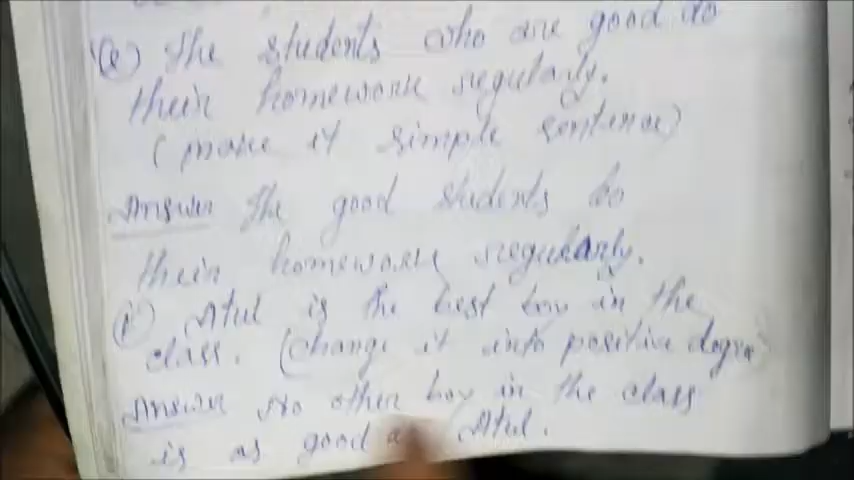 (e) The students who are good do
their homework regularly.
(make it simple sentence)
Answer The good students do
their homework regularly.
Atul is the best boy in the
class. (Change it into positive degree)
Answer No other boy in the class
is as good as Atul.